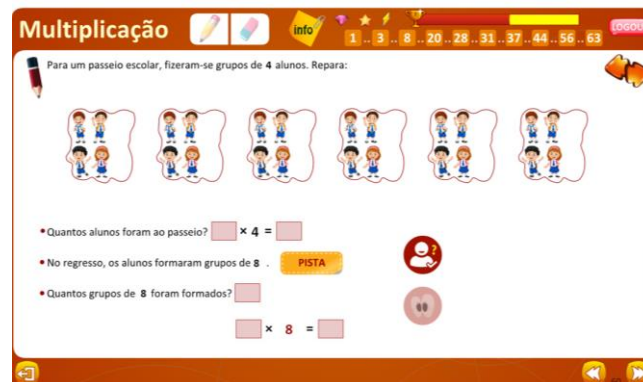 Multiplicação
info
1 .. 3 .. 8 .. 20 .. 28 .. 31 .. 37 .. 44 .. 56 .. 63
LOGOU
Para um passeio escolar, fizeram-se grupos de 4 alunos. Repara:
• Quantos alunos foram ao passeio? × 4 =
• No regresso, os alunos formaram grupos de 8 .
PISTA
• Quantos grupos de 8 foram formados?
× 8 =